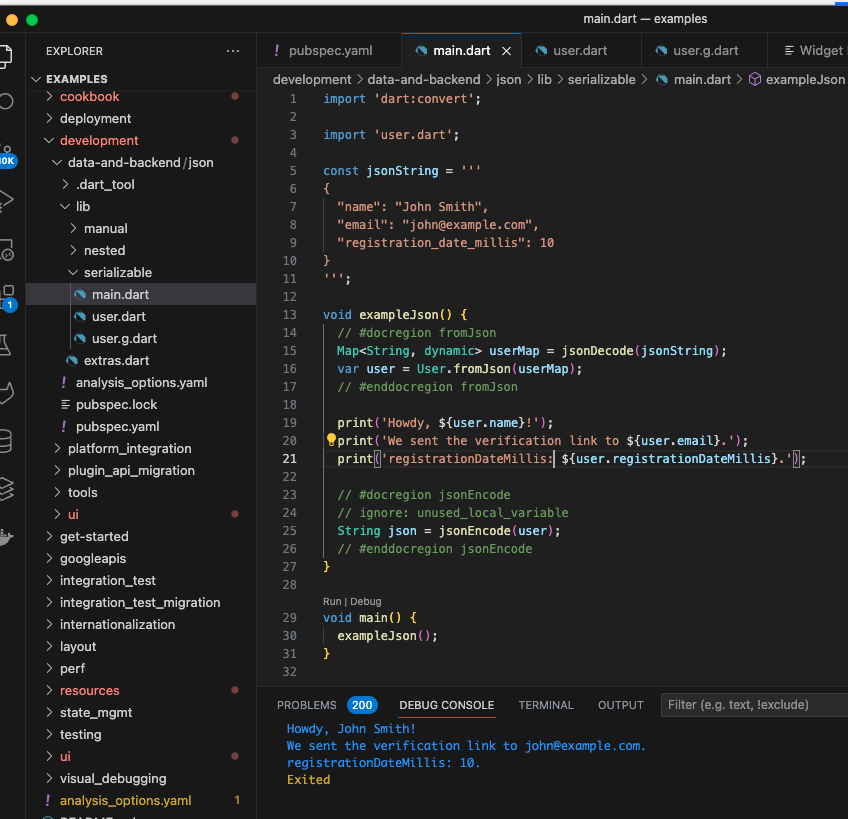 main.dart — examples
EXPLORER
EXAMPLES
cookbook
deployment
development
data-and-backend/json
.dart_tool
lib
manual
nested
serializable
main.dart
user.dart
user.g.dart
extras.dart
! analysis_options.yaml
pubspec.lock
! pubspec.yaml
platform_integration
plugin_api_migration
tools
ui
get-started
googleapis
integration_test
integration_test_migration
internationalization
layout
perf
resources
state_mgmt
testing
ui
visual_debugging
! analysis_options.yaml 1
10K
1
! pubspec.yaml main.dart user.dart user.g.dart Widget
development > data-and-backend > json > lib > serializable > main.dart > exampleJson
1 import 'dart:convert';
2
3 import 'user.dart';
4
5 const jsonString = '''
6 {
7 "name": "John Smith",
8 "email": "john@example.com",
9 "registration_date_millis": 10
10 }
11 ''';
12
13 void exampleJson() {
14 // #docregion fromJson
15 Map<String, dynamic> userMap = jsonDecode(jsonString);
16 var user = User.fromJson(userMap);
17 // #enddocregion fromJson
18
19 print('Howdy, ${user.name}!');
20 print('We sent the verification link to ${user.email}.');
21 print('registrationDateMillis: ${user.registrationDateMillis}.');
22
23 // #docregion jsonEncode
24 // ignore: unused_local_variable
25 String json = jsonEncode(user);
26 // #enddocregion jsonEncode
27 }
28
Run | Debug
29 void main() {
30 exampleJson();
31 }
32
PROBLEMS 200 DEBUG CONSOLE TERMINAL OUTPUT Filter (e.g. text, !exclude)
Howdy, John Smith!
We sent the verification link to john@example.com.
registrationDateMillis: 10.
Exited